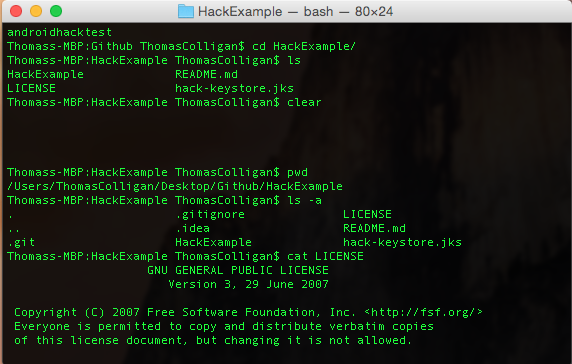 HackExample — bash — 80×24
androidhacktest
Thomass-MBP:Github ThomasColligan$ cd HackExample/
Thomass-MBP:HackExample ThomasColligan$ ls
HackExample README.md
LICENSE hack-keystore.jks
Thomass-MBP:HackExample ThomasColligan$ clear
Thomass-MBP:HackExample ThomasColligan$ pwd
/Users/ThomasColligan/Desktop/Github/HackExample
Thomass-MBP:HackExample ThomasColligan$ ls -a
. .gitignore LICENSE
.. .idea README.md
.git HackExample hack-keystore.jks
Thomass-MBP:HackExample ThomasColligan$ cat LICENSE
GNU GENERAL PUBLIC LICENSE
Version 3, 29 June 2007
Copyright (C) 2007 Free Software Foundation, Inc. <http://fsf.org/>
Everyone is permitted to copy and distribute verbatim copies
of this license document, but changing it is not allowed.